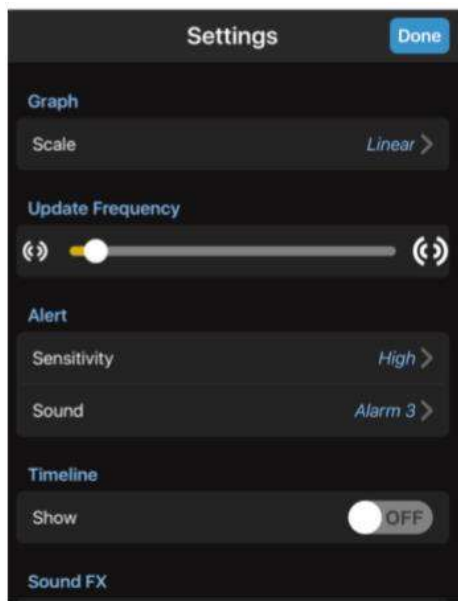 Settings
Done
Graph
Scale Linear
Update Frequency
Alert
Sensitivity High
Sound Alarm 3
Timeline
Show OFF
Sound FX